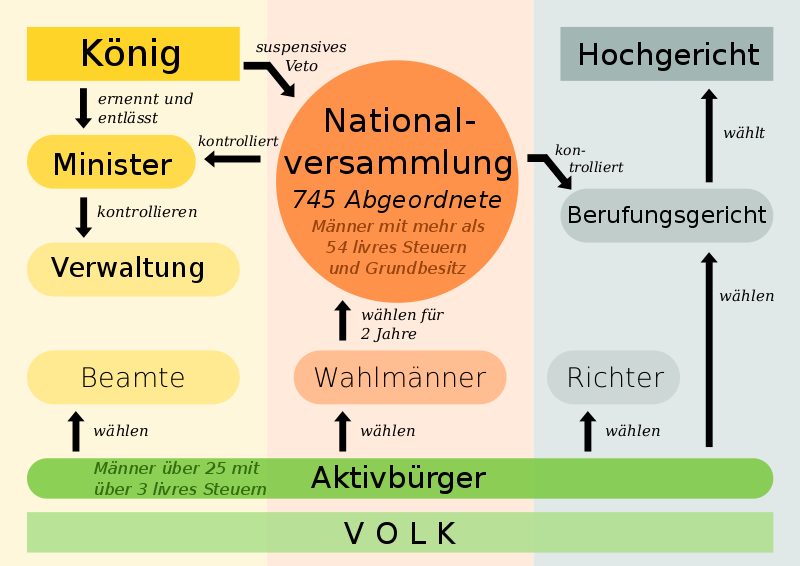 König
suspensives
Veto
Hochgericht
ernennt und
entlässt
National-
versammlung
745 Abgeordnete
Männer mit mehr als
54 livres Steuern
und Grundbesitz
kontrolliert
kon-
trolliert
wählt
Minister
kontrollieren
Berufungsgericht
Verwaltung
wählen
wählen für
2 Jahre
Beamte
Wahlmänner
Richter
wählen
wählen
wählen
Männer über 25 mit
über 3 livres Steuern
Aktivbürger
VOLK